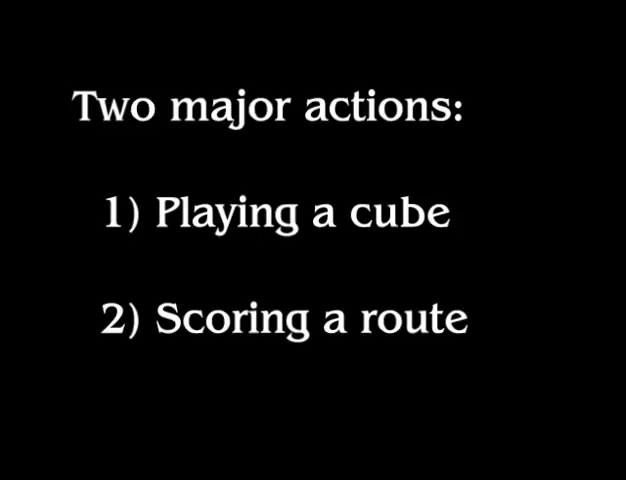 Two major actions:
1) Playing a cube
2) Scoring a route